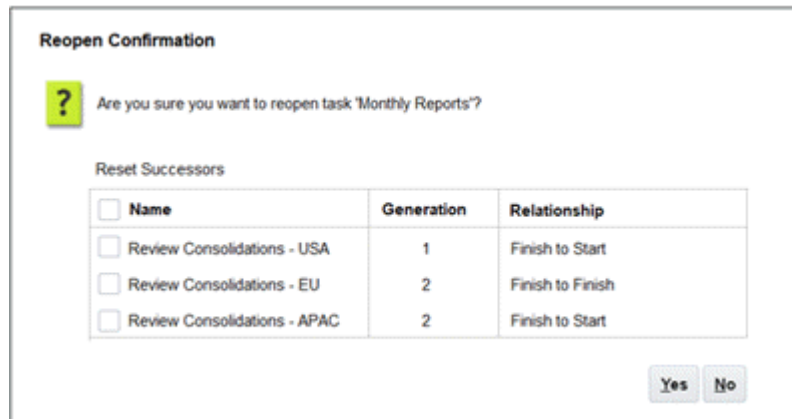 Reopen Confirmation
?
Are you sure you want to reopen task 'Monthly Reports'?
Reset Successors
Name Generation Relationship
Review Consolidations - USA 1 Finish to Start
Review Consolidations - EU 2 Finish to Finish
Review Consolidations - APAC 2 Finish to Start
Yes No